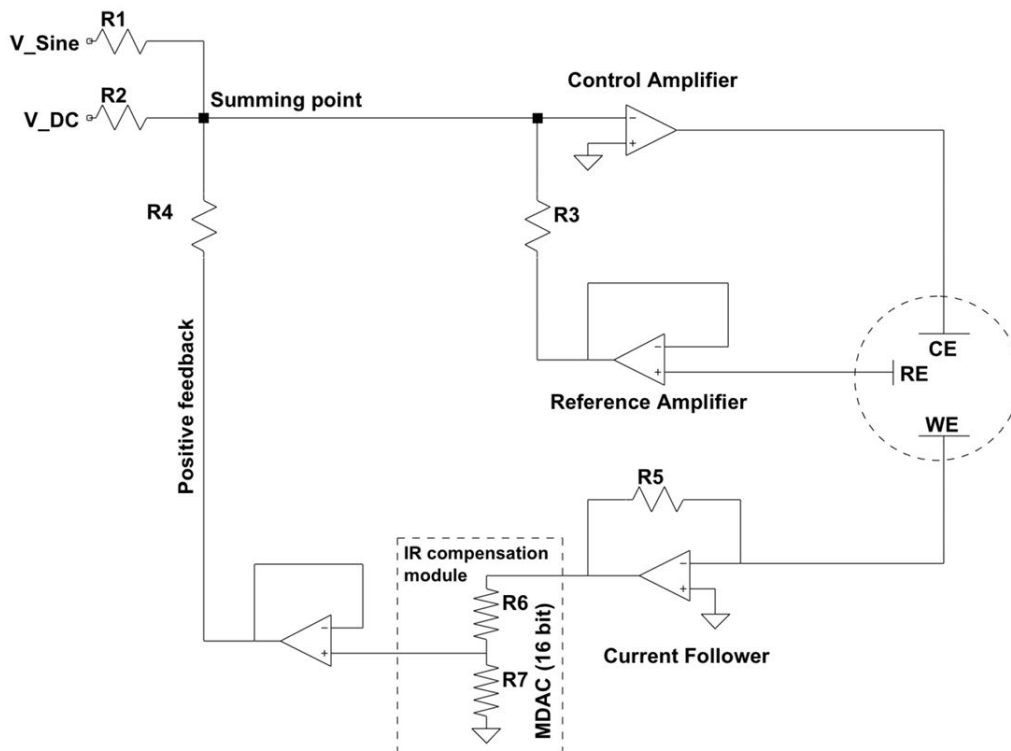 R1
V_Sine
R2
V_DC
Summing point
Control Amplifier
−
+
R4
R3
Positive feedback
−
+
Reference Amplifier
CE
RE
WE
R5
IR compensation
module
−
+
R6
R7
MDAC (16 bit)
−
+
Current Follower